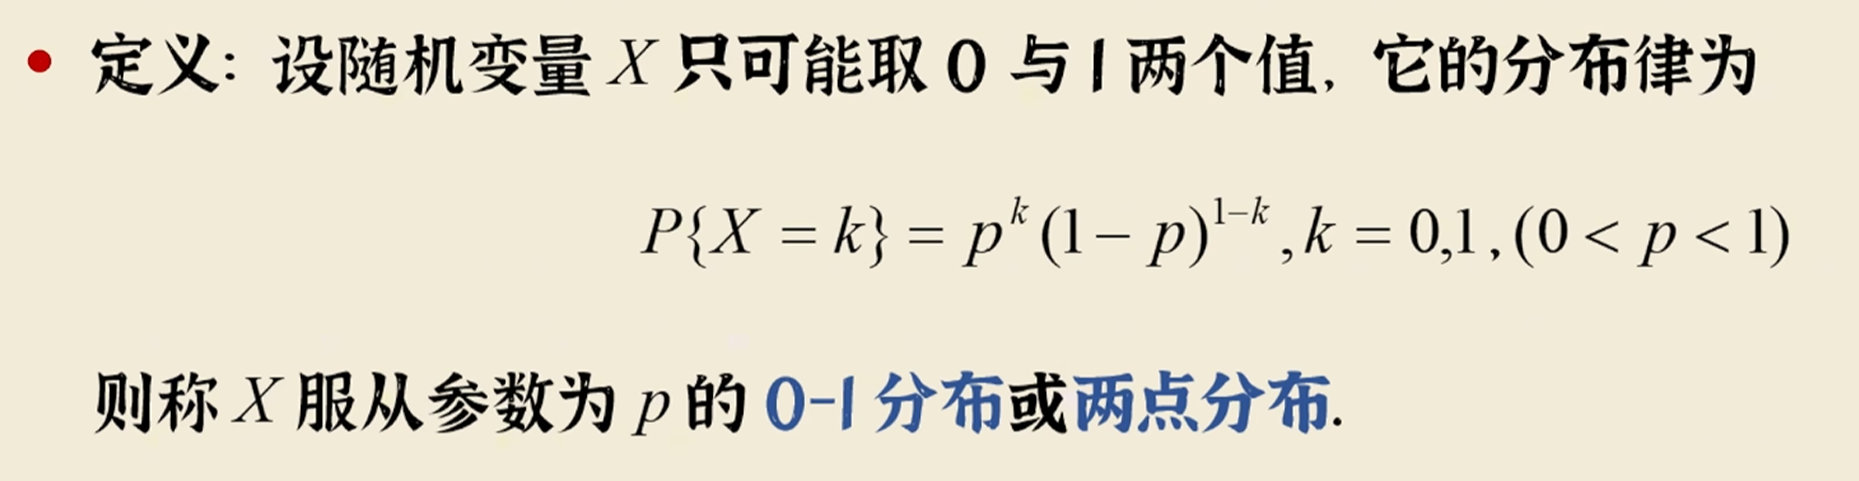 • 定义: 设随机变量 X 只可能取 0 与 1 两个值, 它的分布律为
P{X = k} = p^k (1 − p)^{1−k}, k = 0,1, (0 < p < 1)
则称 X 服从参数为 p 的 0-1 分布或两点分布.